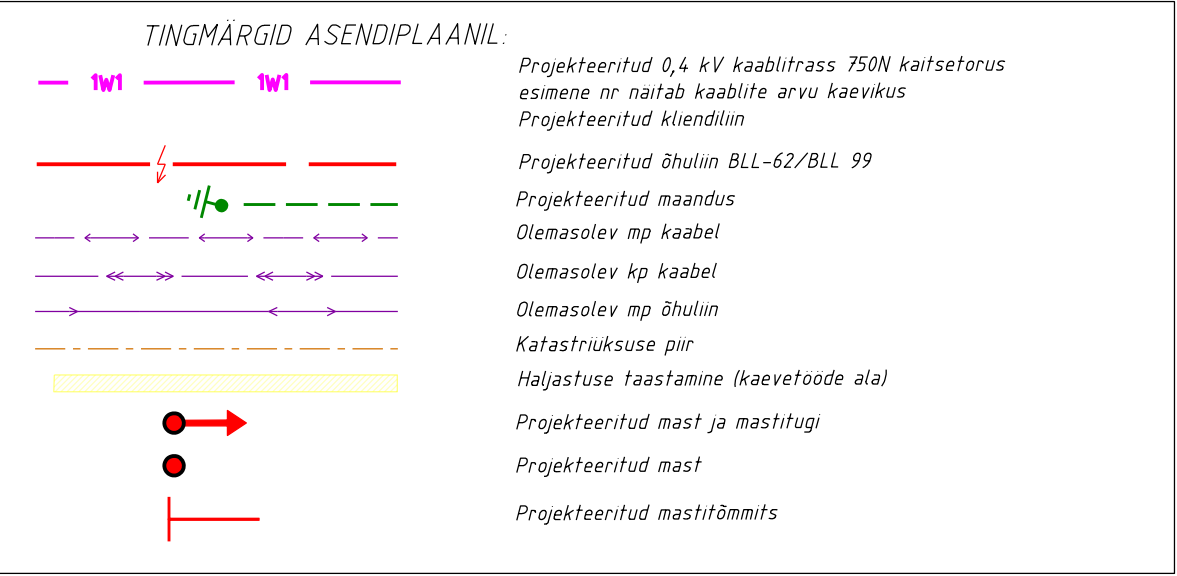 TINGMÄRGID ASENDIPLAANIL:
1W1 1W1
Projekteeritud 0,4 kV kaablitrass 750N kaitsetorus
esimene nr näitab kaablite arvu kaevikus
Projekteeritud kliendiliin
Projekteeritud õhuliin BLL-62/BLL 99
Projekteeritud maandus
Olemasolev mp kaabel
Olemasolev kp kaabel
Olemasolev mp õhuliin
Katastriüksuse piir
Haljastuse taastamine (kaevetööde ala)
Projekteeritud mast ja mastitugi
Projekteeritud mast
Projekteeritud mastitõmmits